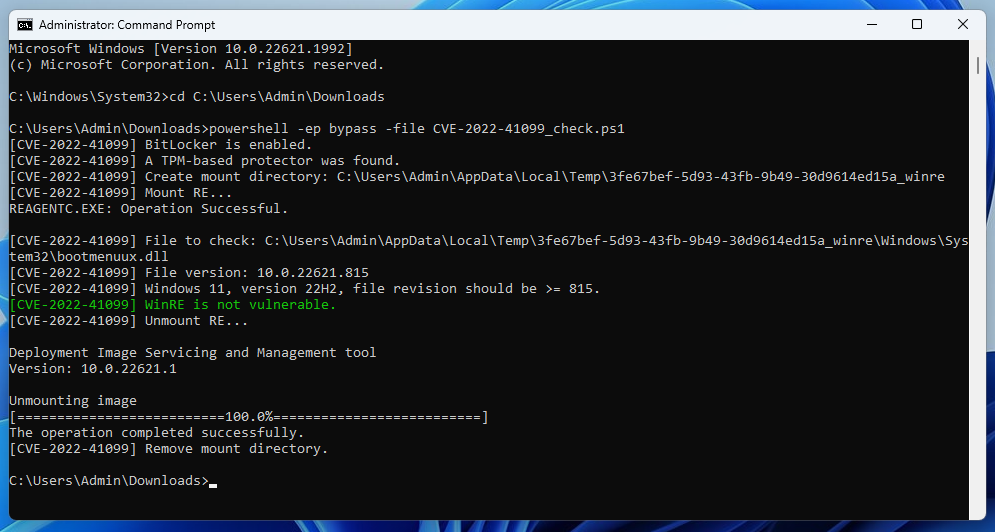 Administrator: Command Prompt
Microsoft Windows [Version 10.0.22621.1992]
(c) Microsoft Corporation. All rights reserved.
C:\Windows\System32>cd C:\Users\Admin\Downloads
C:\Users\Admin\Downloads>powershell -ep bypass -file CVE-2022-41099_check.ps1
[CVE-2022-41099] BitLocker is enabled.
[CVE-2022-41099] A TPM-based protector was found.
[CVE-2022-41099] Create mount directory: C:\Users\Admin\AppData\Local\Temp\3fe67bef-5d93-43fb-9b49-30d9614ed15a_winre
[CVE-2022-41099] Mount RE...
REAGENTC.EXE: Operation Successful.
[CVE-2022-41099] File to check: C:\Users\Admin\AppData\Local\Temp\3fe67bef-5d93-43fb-9b49-30d9614ed15a_winre\Windows\Sys
tem32\bootmenuux.dll
[CVE-2022-41099] File version: 10.0.22621.815
[CVE-2022-41099] Windows 11, version 22H2, file revision should be >= 815.
[CVE-2022-41099] WinRE is not vulnerable.
[CVE-2022-41099] Unmount RE...
Deployment Image Servicing and Management tool
Version: 10.0.22621.1
Unmounting image
[==========================100.0%==========================]
The operation completed successfully.
[CVE-2022-41099] Remove mount directory.
C:\Users\Admin\Downloads>